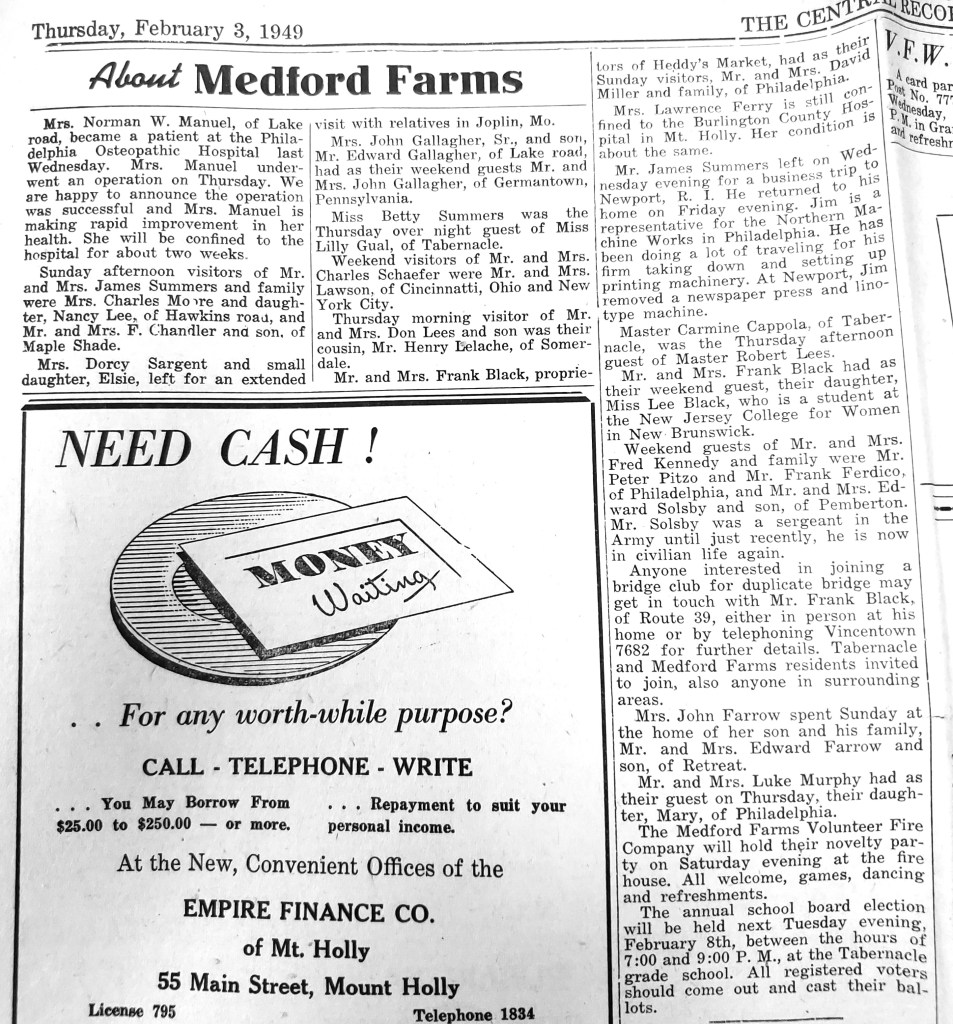 Thursday, February 3, 1949
THE CENTRAL RECOR
About Medford Farms
Mrs. Norman W. Manuel, of Lake
road, became a patient at the Phila-
delphia Osteopathic Hospital last
Wednesday. Mrs. Manuel under-
went an operation on Thursday. We
are happy to announce the operation
was successful and Mrs. Manuel is
making rapid improvement in her
health. She will be confined to the
hospital for about two weeks.
Sunday afternoon visitors of Mr.
and Mrs. James Summers and family
were Mrs. Charles Moore and daugh-
ter, Nancy Lee, of Hawkins road, and
Mr. and Mrs. F. Chandler and son, of
Maple Shade.
Mrs. Dorcy Sargent and small
daughter, Elsie, left for an extended
visit with relatives in Joplin, Mo.
Mrs. John Gallagher, Sr., and son,
Mr. Edward Gallagher, of Lake road,
had as their weekend guests Mr. and
Mrs. John Gallagher, of Germantown,
Pennsylvania.
Miss Betty Summers was the
Thursday over night guest of Miss
Lilly Gual, of Tabernacle.
Weekend visitors of Mr. and Mrs.
Charles Schaefer were Mr. and Mrs.
Lawson, of Cincinnatti, Ohio and New
York City.
Thursday morning visitor of Mr.
and Mrs. Don Lees and son was their
cousin, Mr. Henry Lelache, of Somer-
dale.
Mr. and Mrs. Frank Black, proprie-
tors of Heddy's Market, had as their
Sunday visitors, Mr. and Mrs. David
Miller and family, of Philadelphia.
Mrs. Lawrence Ferry is still con-
fined to the Burlington County Hos-
pital in Mt. Holly. Her condition is
about the same.
Mr. James Summers left on Wed-
nesday evening for a business trip to
Newport, R. I. He returned to his
home on Friday evening. Jim is a
representative for the Northern Ma-
chine Works in Philadelphia. He has
been doing a lot of traveling for his
firm taking down and setting up
printing machinery. At Newport, Jim
removed a newspaper press and lino-
type machine.
Master Carmine Cappola, of Taber-
nacle, was the Thursday afternoon
guest of Master Robert Lees.
Mr. and Mrs. Frank Black had as
their weekend guest, their daughter,
Miss Lee Black, who is a student at
the New Jersey College for Women
in New Brunswick.
Weekend guests of Mr. and Mrs.
Fred Kennedy and family were Mr.
Peter Pitzo and Mr. Frank Ferdico,
of Philadelphia, and Mr. and Mrs. Ed-
ward Solsby and son, of Pemberton.
Mr. Solsby was a sergeant in the
Army until just recently, he is now
in civilian life again.
Anyone interested in joining a
bridge club for duplicate bridge may
get in touch with Mr. Frank Black,
of Route 39, either in person at his
home or by telephoning Vincentown
7682 for further details. Tabernacle
and Medford Farms residents invited
to join, also anyone in surrounding
areas.
Mrs. John Farrow spent Sunday at
the home of her son and his family,
Mr. and Mrs. Edward Farrow and
son, of Retreat.
Mr. and Mrs. Luke Murphy had as
their guest on Thursday, their daugh-
ter, Mary, of Philadelphia.
The Medford Farms Volunteer Fire
Company will hold their novelty par-
ty on Saturday evening at the fire
house. All welcome, games, dancing
and refreshments.
The annual school board election
will be held next Tuesday evening,
February 8th, between the hours of
7:00 and 9:00 P. M., at the Tabernacle
grade school. All registered voters
should come out and cast their bal-
lots.
V.F.W.
A card par
Post No. 77
Wednesday,
P. M. in Gra
and refreshm
NEED CASH !
MONEY
Waiting
. . For any worth-while purpose?
CALL - TELEPHONE - WRITE
. . . You May Borrow From
$25.00 to $250.00 — or more.
. . . Repayment to suit your
personal income.
At the New, Convenient Offices of the
EMPIRE FINANCE CO.
of Mt. Holly
55 Main Street, Mount Holly
License 795
Telephone 1834